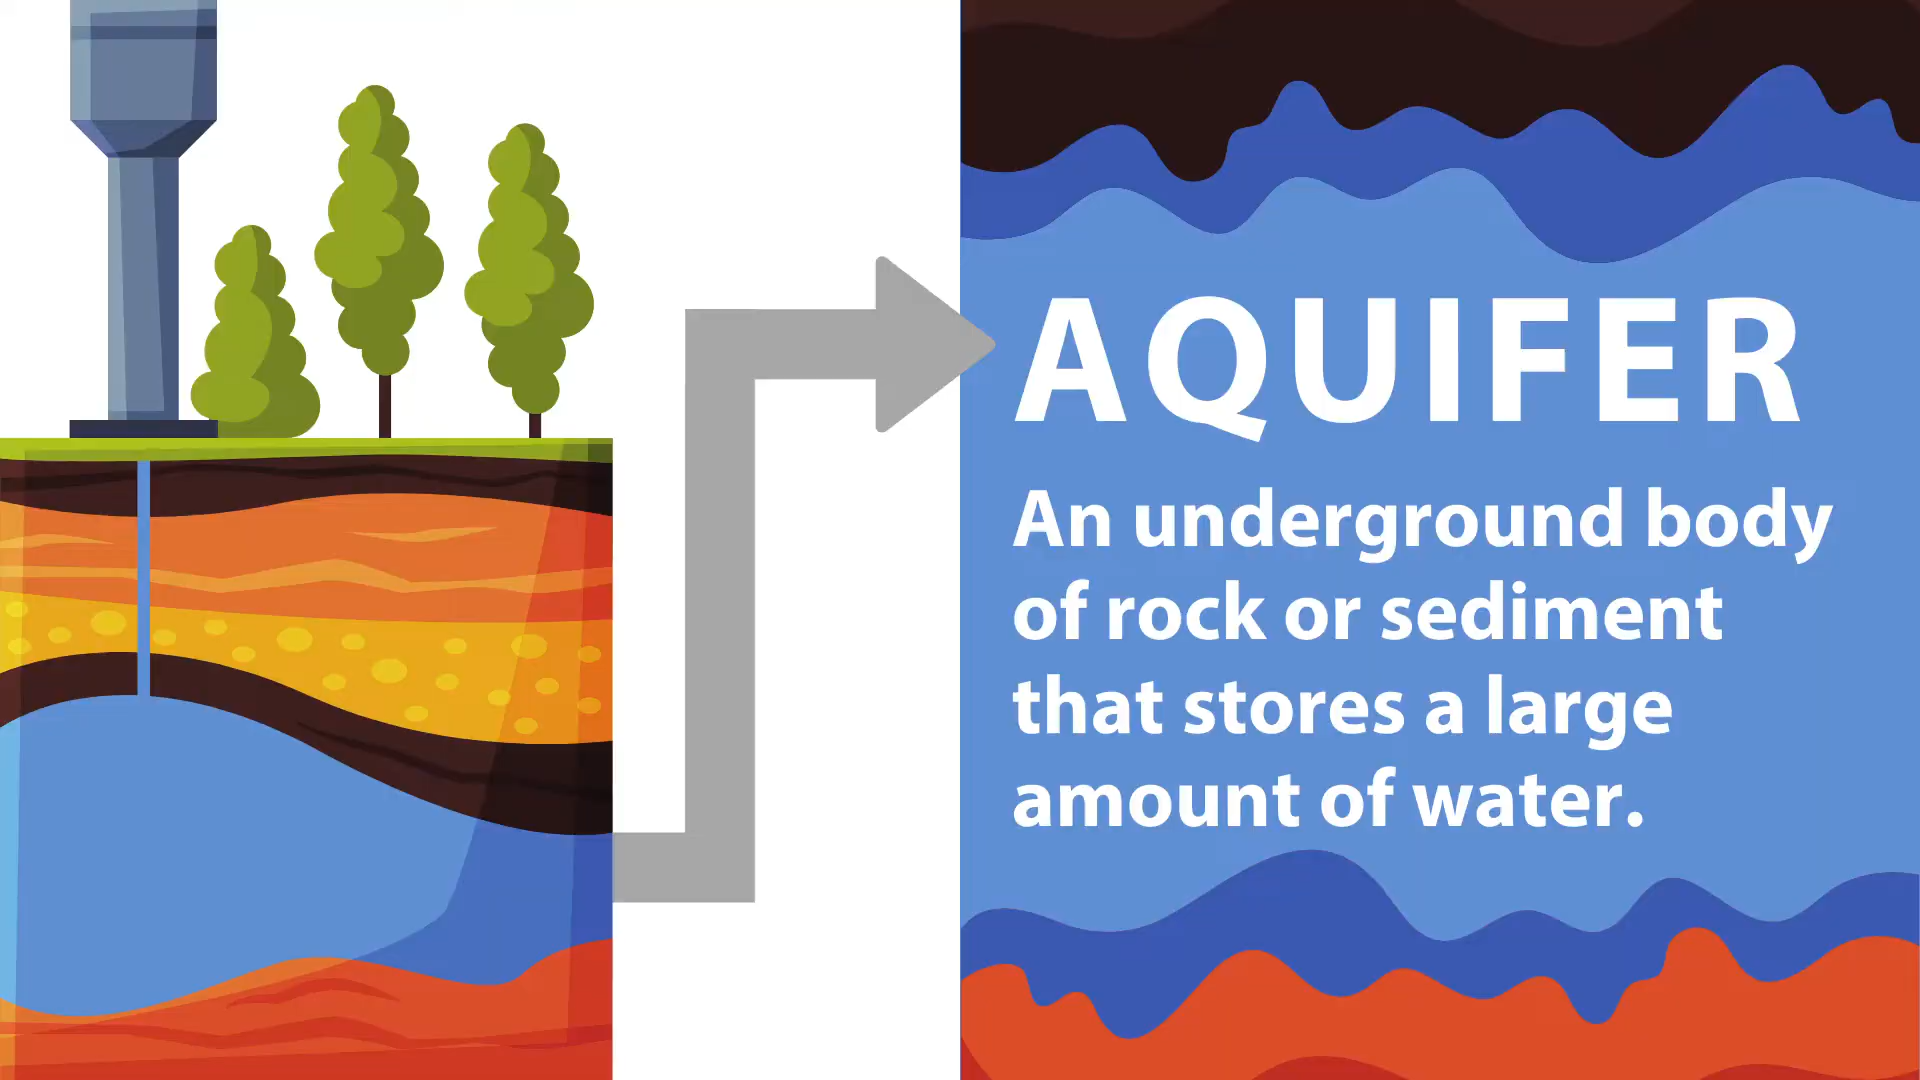 AQUIFER
An underground body
of rock or sediment
that stores a large
amount of water.